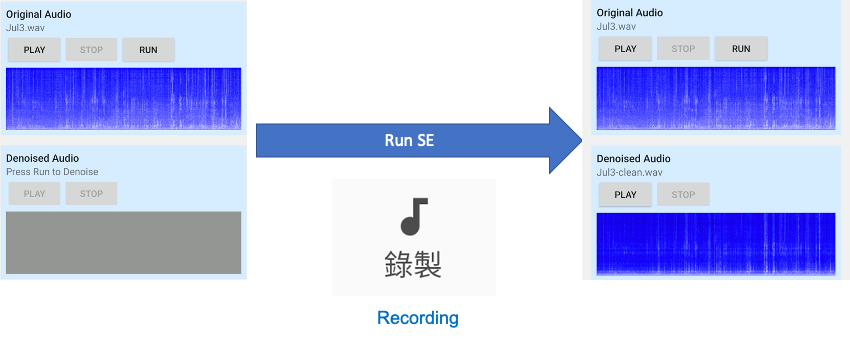 Original Audio
Jul3.wav
PLAY STOP RUN
Denoised Audio
Press Run to Denoise
PLAY STOP
Run SE
錄製
Recording
Original Audio
Jul3.wav
PLAY STOP RUN
Denoised Audio
Jul3-clean.wav
PLAY STOP